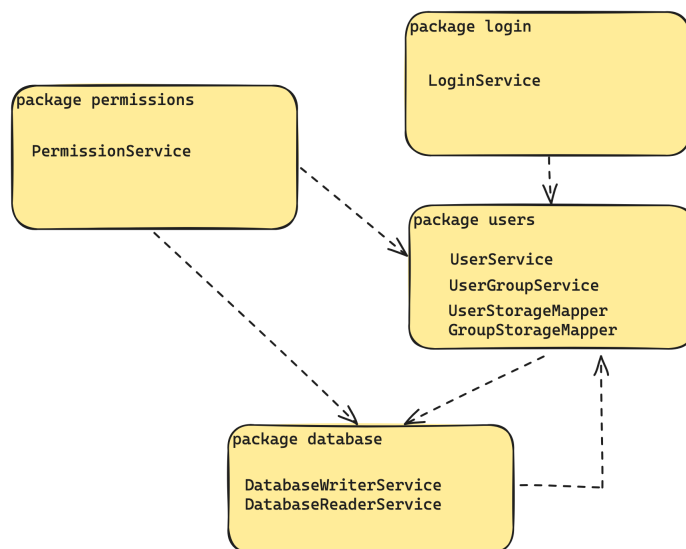 package login
LoginService
package permissions
PermissionService
package users
UserService
UserGroupService
UserStorageMapper
GroupStorageMapper
package database
DatabaseWriterService
DatabaseReaderService